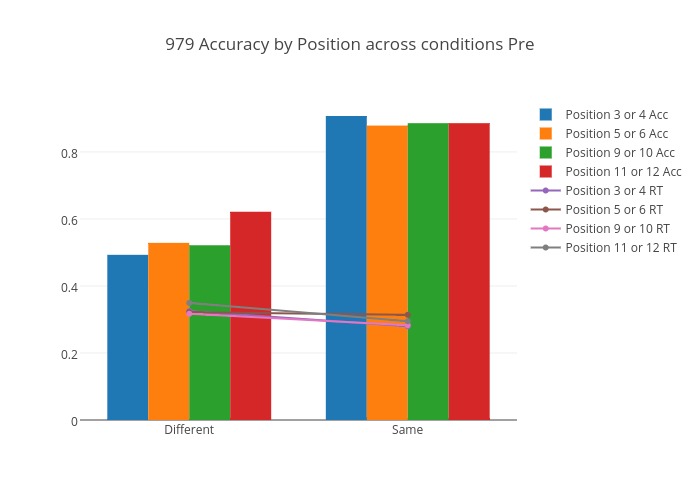 979 Accuracy by Position across conditions Pre
Position 3 or 4 Acc
Position 5 or 6 Acc
Position 9 or 10 Acc
Position 11 or 12 Acc
Position 3 or 4 RT
Position 5 or 6 RT
Position 9 or 10 RT
Position 11 or 12 RT
0.8
0.6
0.4
0.2
0
Different
Same